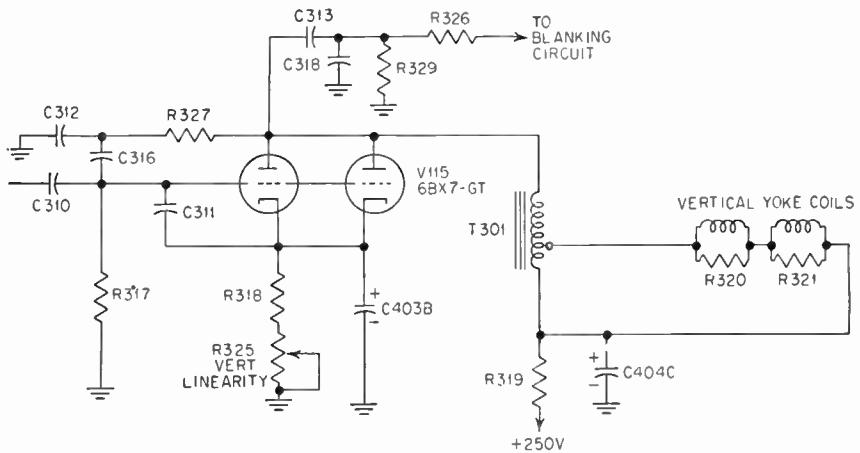 C313
R326
TO
BLANKING
CIRCUIT
C318
R329
C312
R327
C316
V115
6BX7-GT
C310
C311
T301
VERTICAL YOKE COILS
R320
R321
R317
R318
+
-
C403B
R325
VERT
LINEARITY
R319
+
-
C404C
+250V